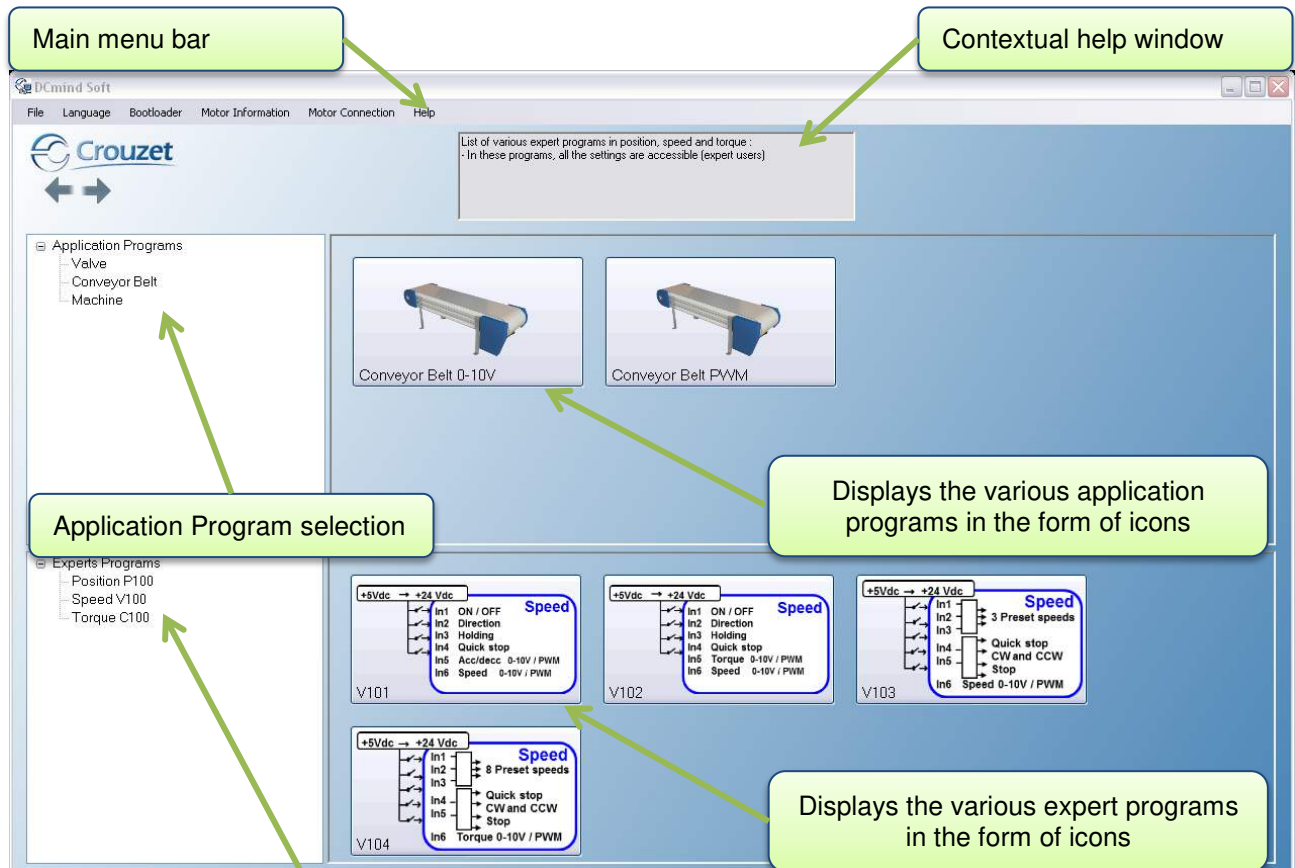 Main menu bar
Contextual help window
DCmind Soft
File Language Bootloader Motor Information Motor Connection Help
Crouzet
List of various expert programs in position, speed and torque :
- In these programs, all the settings are accessible (expert users)
Application Programs
Valve
Conveyor Belt
Machine
Conveyor Belt 0-10V
Conveyor Belt PWM
Displays the various application
programs in the form of icons
Application Program selection
Experts Programs
Position P100
Speed V100
Torque C100
+5Vdc → +24 Vdc
Speed
In1 ON / OFF
In2 Direction
In3 Holding
In4 Quick stop
In5 Acc/decc 0-10V / PWM
In6 Speed 0-10V / PWM
V101
+5Vdc → +24 Vdc
Speed
In1 ON / OFF
In2 Direction
In3 Holding
In4 Quick stop
In5 Torque 0-10V / PWM
In6 Speed 0-10V / PWM
V102
+5Vdc → +24 Vdc
Speed
In1
In2 3 Preset speeds
In3
In4 Quick stop
In5 CW and CCW
Stop
In6 Speed 0-10V / PWM
V103
+5Vdc → +24 Vdc
Speed
In1
In2 8 Preset speeds
In3
In4 Quick stop
In5 CW and CCW
Stop
In6 Torque 0-10V / PWM
V104
Displays the various expert programs
in the form of icons